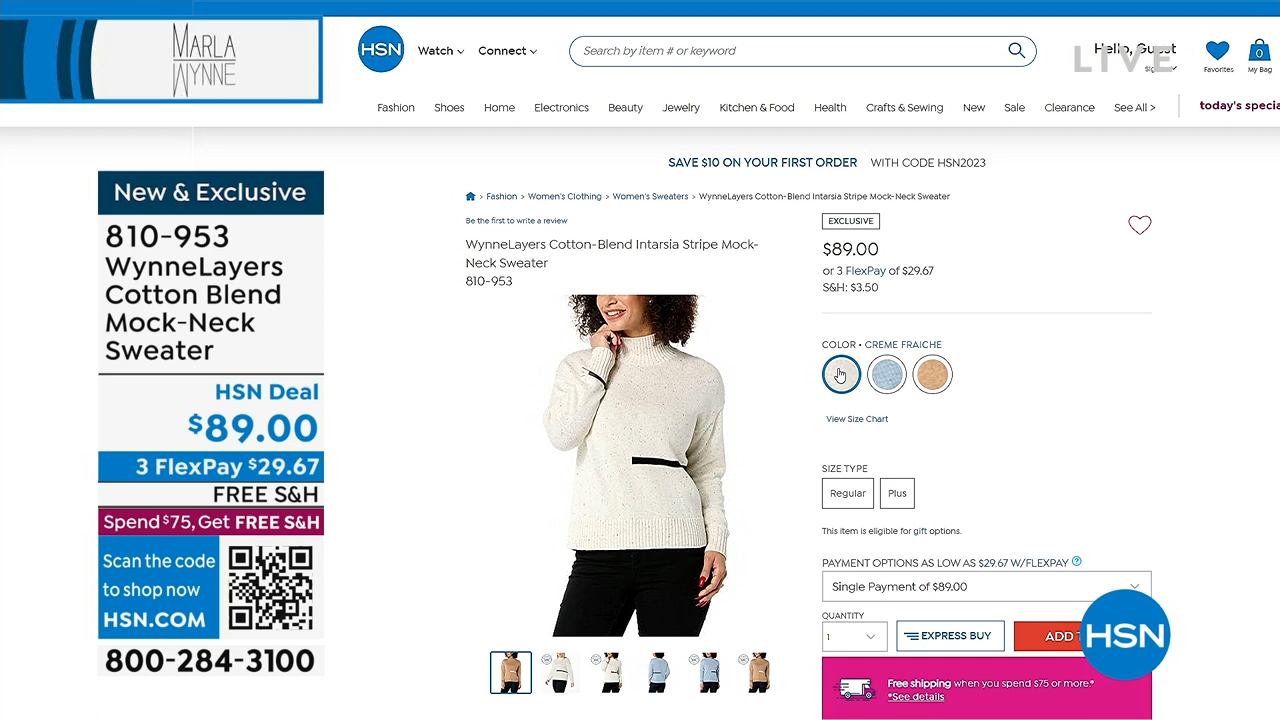 MARLA
WYNNE
HSN
Watch
Connect
Search by item # or keyword
Hello, Guest
LIVE
Favorites
0
My Bag
Fashion
Shoes
Home
Electronics
Beauty
Jewelry
Kitchen & Food
Health
Crafts & Sewing
New
Sale
Clearance
See All >
today's specia
SAVE $10 ON YOUR FIRST ORDER WITH CODE HSN2023
New & Exclusive
810-953
WynneLayers
Cotton Blend
Mock-Neck
Sweater
HSN Deal
$89.00
3 FlexPay $29.67
FREE S&H
Spend $75, Get FREE S&H
Scan the code
to shop now
HSN.COM
800-284-3100
> Fashion > Women's Clothing > Women's Sweaters > WynneLayers Cotton-Blend Intarsia Stripe Mock-Neck Sweater
Be the first to write a review
WynneLayers Cotton-Blend Intarsia Stripe Mock-
Neck Sweater
810-953
EXCLUSIVE
$89.00
or 3 FlexPay of $29.67
S&H: $3.50
COLOR • CREME FRAICHE
View Size Chart
SIZE TYPE
Regular
Plus
This item is eligible for gift options.
PAYMENT OPTIONS AS LOW AS $29.67 W/FLEXPAY ?
Single Payment of $89.00
QUANTITY
1
EXPRESS BUY
ADD
HSN
Free shipping when you spend $75 or more.*
*See details